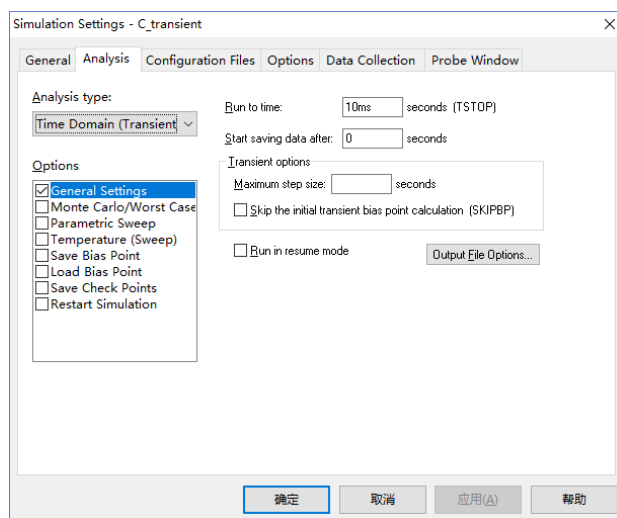 Simulation Settings - C_transient
General Analysis Configuration Files Options Data Collection Probe Window
Analysis type:
Time Domain (Transient
Run to time: 10ms seconds (TSTOP)
Start saving data after: 0 seconds
Transient options
Maximum step size: seconds
Skip the initial transient bias point calculation (SKIPBP)
Run in resume mode
Output File Options...
Options
General Settings
Monte Carlo/Worst Case
Parametric Sweep
Temperature (Sweep)
Save Bias Point
Load Bias Point
Save Check Points
Restart Simulation
确定 取消 应用(A) 帮助